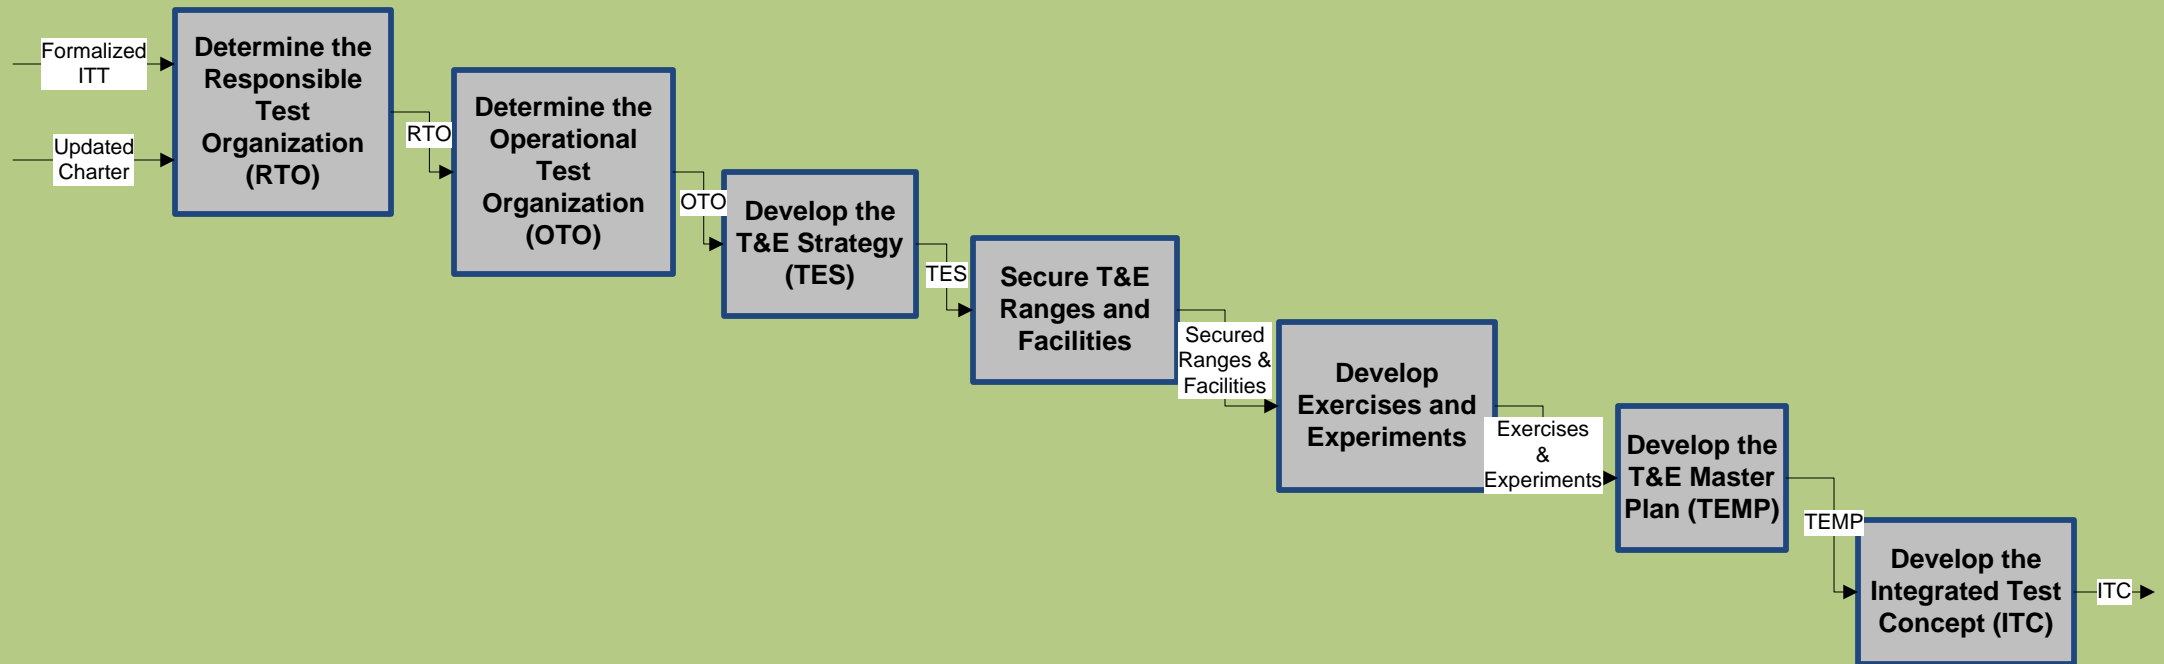 Formalized
ITT
Updated
Charter
Determine the
Responsible
Test
Organization
(RTO)
RTO
Determine the
Operational
Test
Organization
(OTO)
OTO
Develop the
T&E Strategy
(TES)
TES
Secure T&E
Ranges and
Facilities
Secured
Ranges &
Facilities
Develop
Exercises and
Experiments
Exercises
&
Experiments
Develop the
T&E Master
Plan (TEMP)
TEMP
Develop the
Integrated Test
Concept (ITC)
ITC